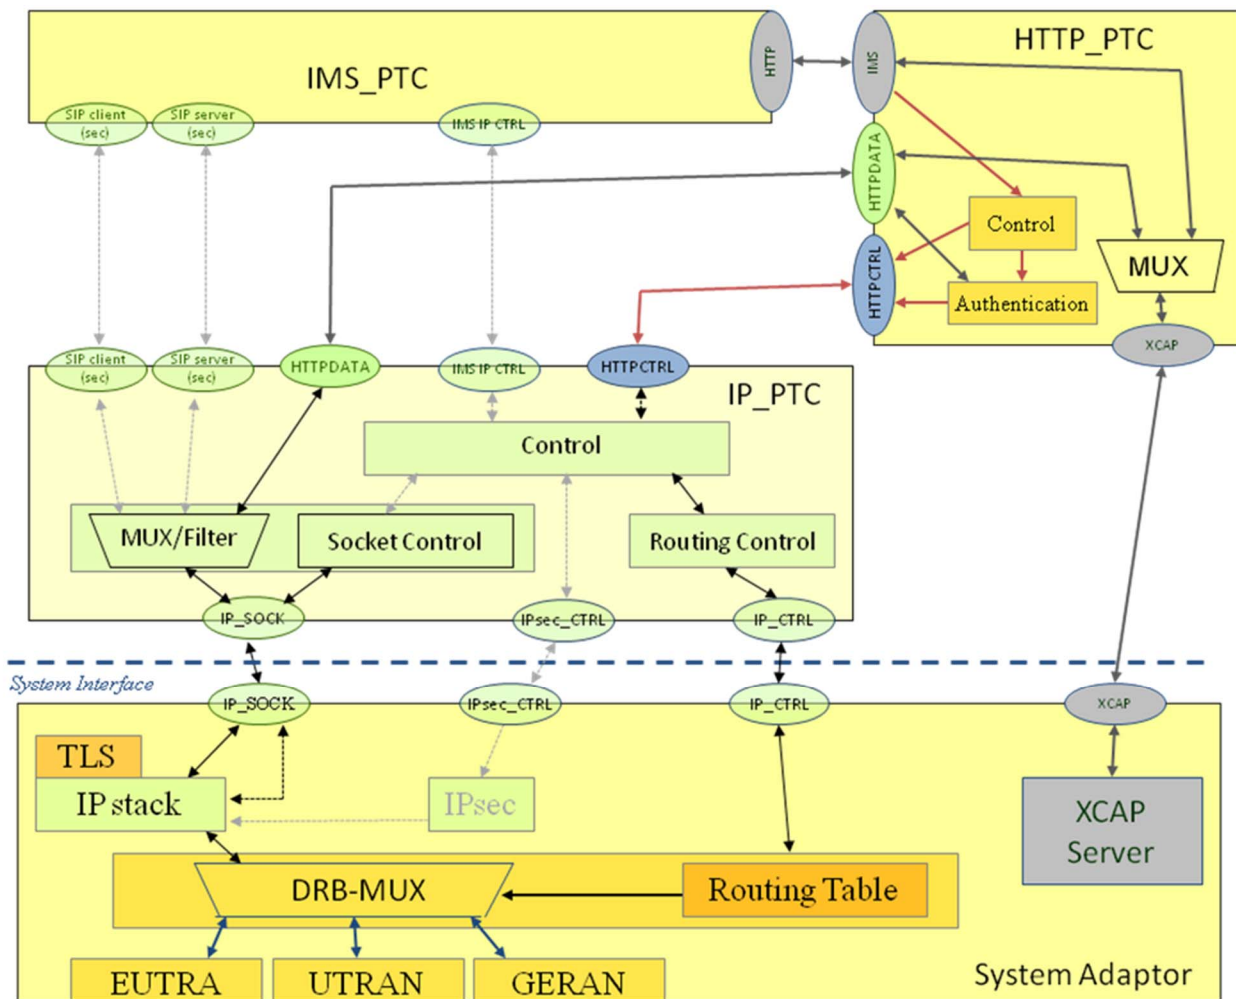 IMS_PTC
HTTP
IMS
HTTP_PTC
SIP client
(sec)
SIP server
(sec)
IMS IP CTRL
HTTPDATA
Control
HTTPCTRL
Authentication
MUX
XCAP
SIP client
(sec)
SIP server
(sec)
HTTPDATA
IMS IP CTRL
HTTPCTRL
IP_PTC
Control
MUX/Filter
Socket Control
Routing Control
IP_SOCK
IPsec_CTRL
IP_CTRL
System Interface
IP_SOCK
IPsec_CTRL
IP_CTRL
XCAP
TLS
IP stack
IPsec
XCAP
Server
DRB-MUX
Routing Table
EUTRA
UTRAN
GERAN
System Adaptor